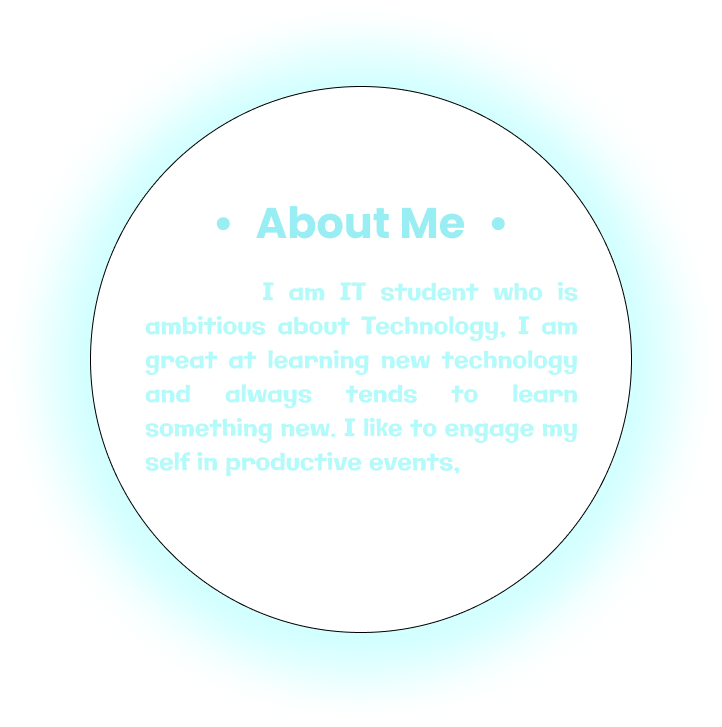 • About Me •
I am IT student who is
ambitious about Technology, I am
great at learning new technology
and always tends to learn
something new. I like to engage my
self in productive events,